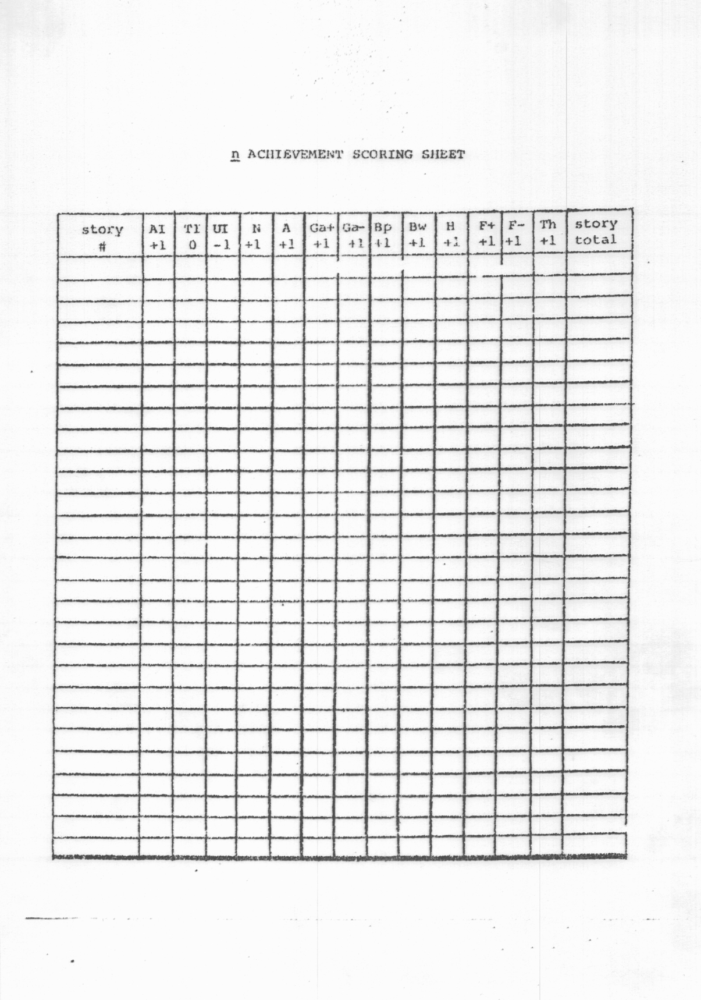 n ACHIEVEMENT SCORING SHEET
story AI TI UI N A Ga+ Ga- Bp Bw H F+ F- Th story
# +1 0 -1 +1 +1 +1 +1 +1 +1 +1 +1 +1 +1 total